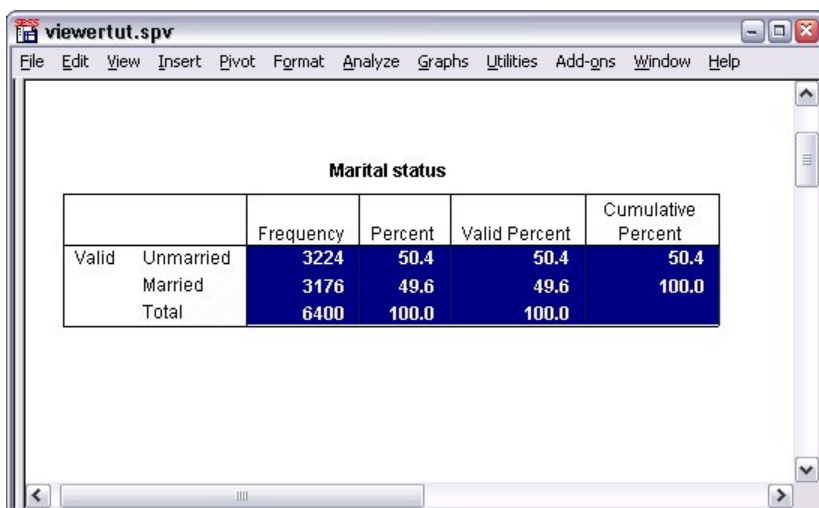 viewertut.spv
File Edit View Insert Pivot Format Analyze Graphs Utilities Add-ons Window Help
Marital status
Frequency Percent Valid Percent Cumulative Percent
Valid Unmarried 3224 50.4 50.4 50.4
Married 3176 49.6 49.6 100.0
Total 6400 100.0 100.0